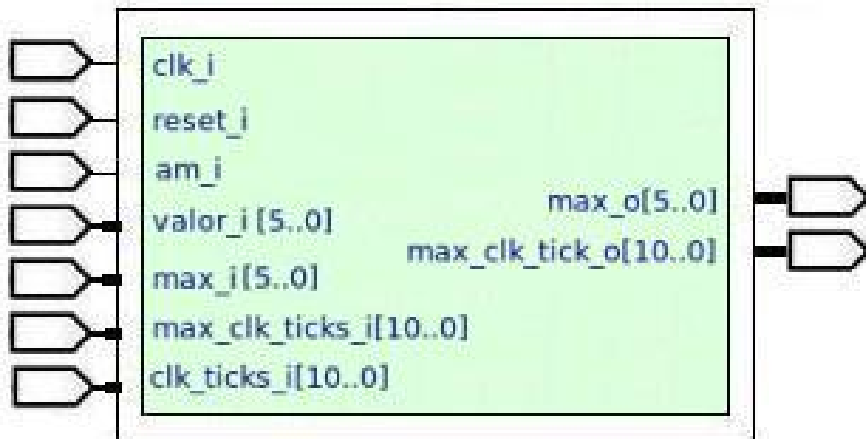 clk_i
reset_i
am_i
valor_i [5..0]
max_i[5..0]
max_clk_ticks_i[10..0]
clk_ticks_i[10..0]
max_o[5..0]
max_clk_tick_o[10..0]